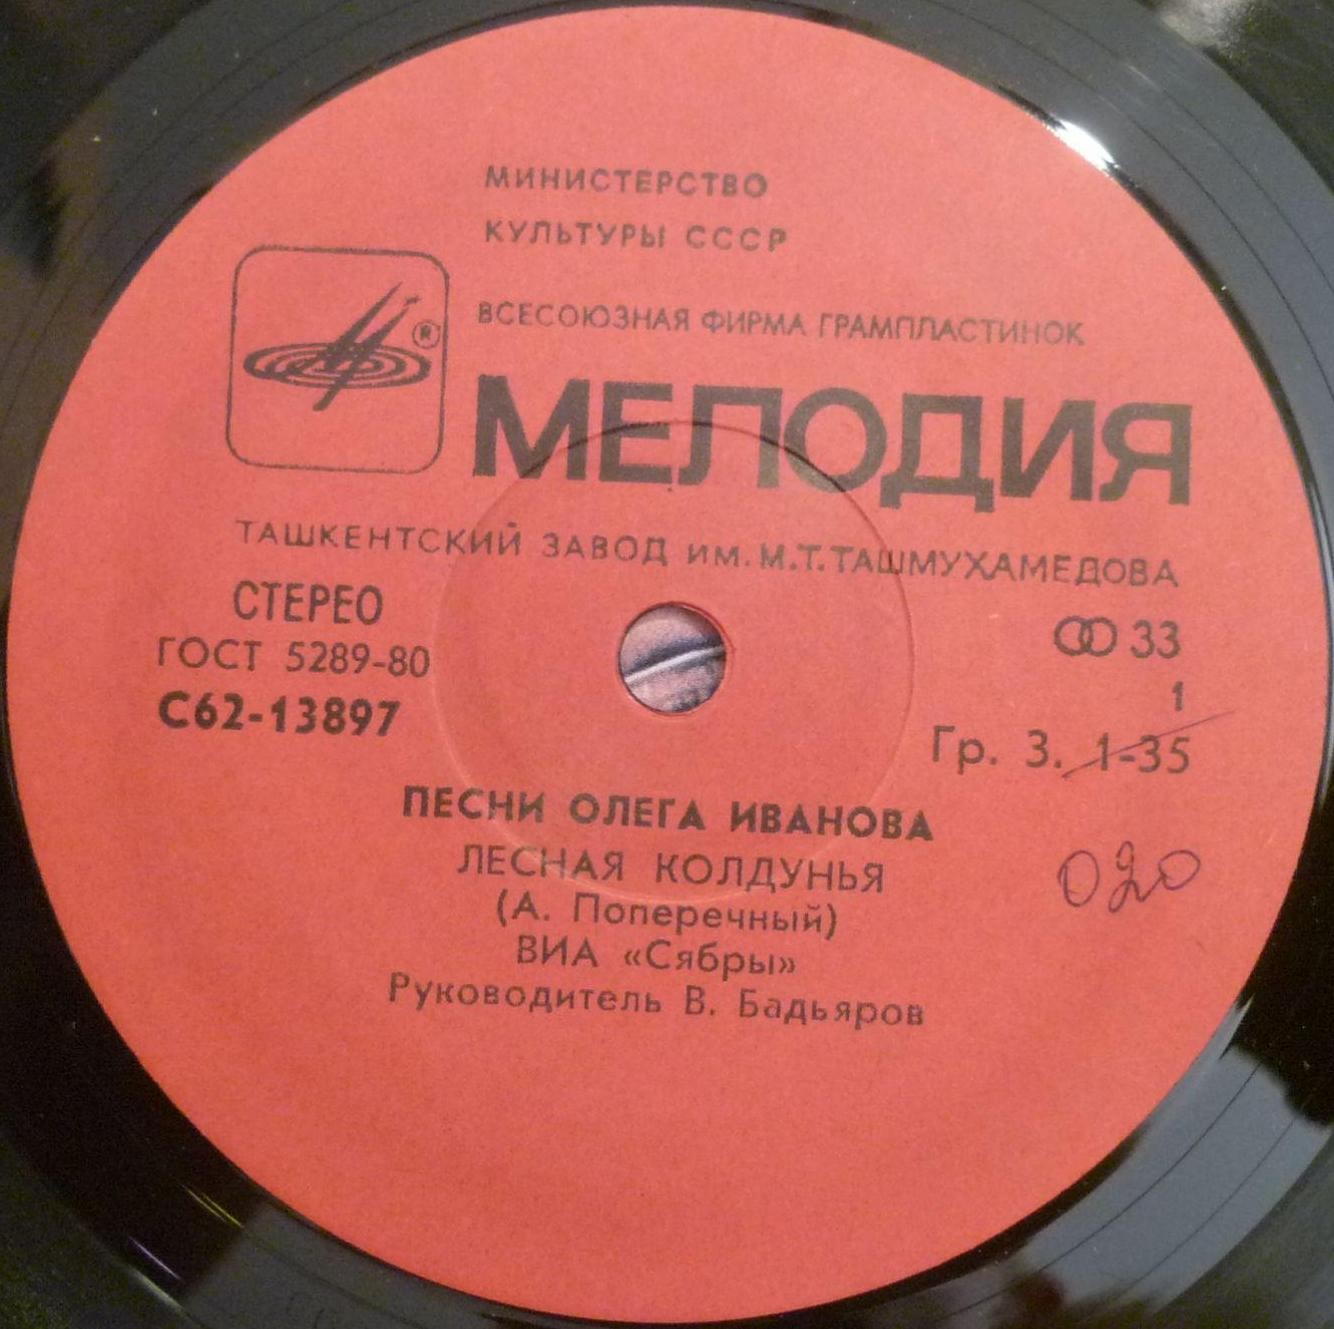 МИНИСТЕРСТВО
КУЛЬТУРЫ СССР
ВСЕСОЮЗНАЯ ФИРМА ГРАМПЛАСТИНОК
®
МЕЛОДИЯ
ТАШКЕНТСКИЙ ЗАВОД ИМ. М.Т.ТАШМУХАМЕДОВА
СТЕРЕО
33
ГОСТ 5289-80
1
С62-13897
Гр. 3. 1-35
ПЕСНИ ОЛЕГА ИВАНОВА
ЛЕСНАЯ КОЛДУНЬЯ
020
(А. Поперечный)
ВИА «Сябры»
Руководитель В. Бадьяров